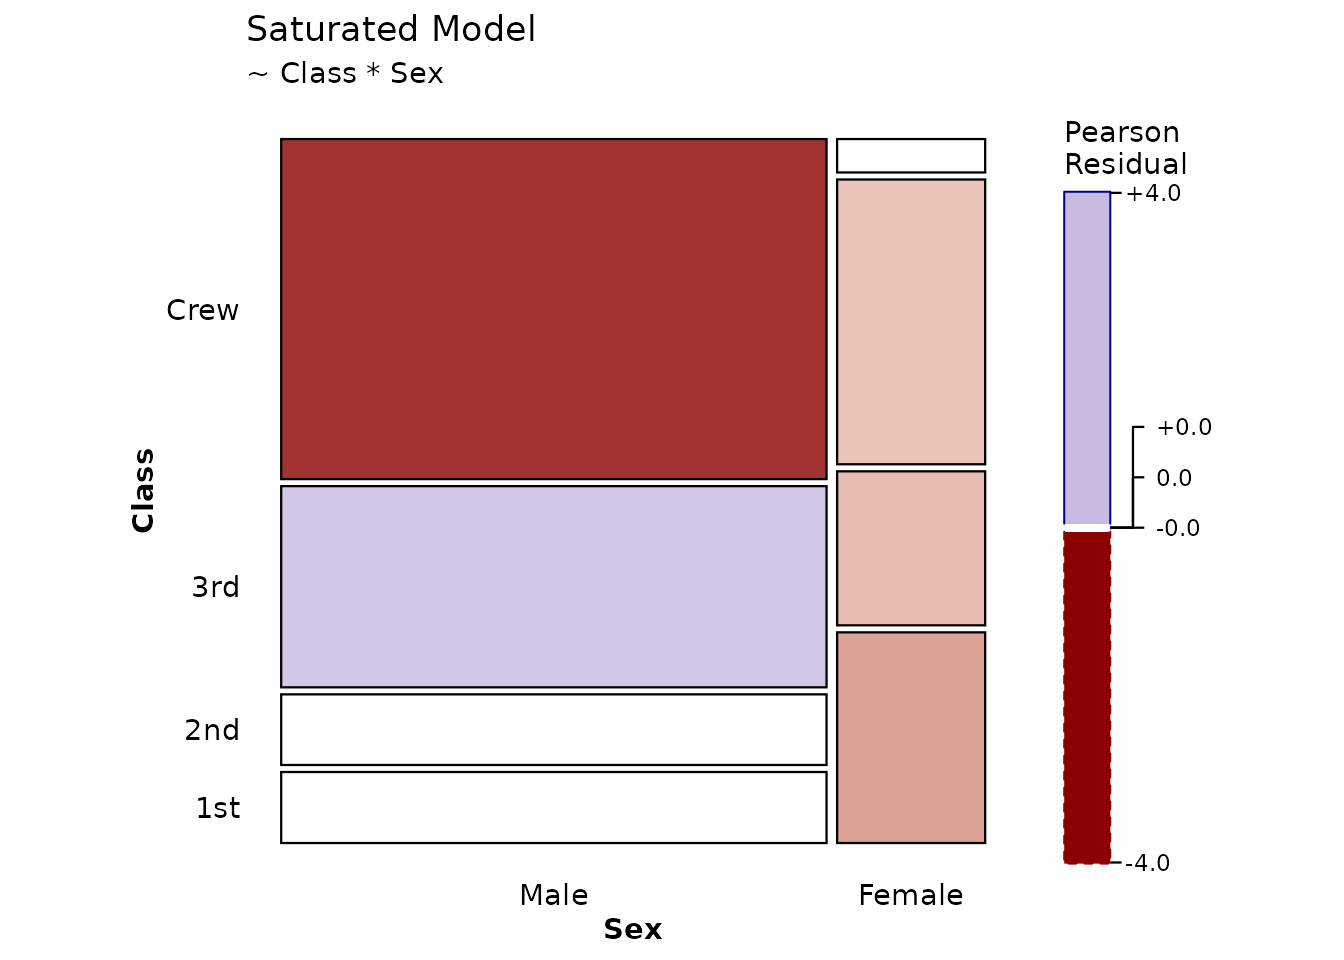 Saturated Model
~ Class * Sex
Pearson
Residual
+4.0
Crew
+0.0
0.0
-0.0
Class
3rd
2nd
1st
-4.0
Male
Female
Sex